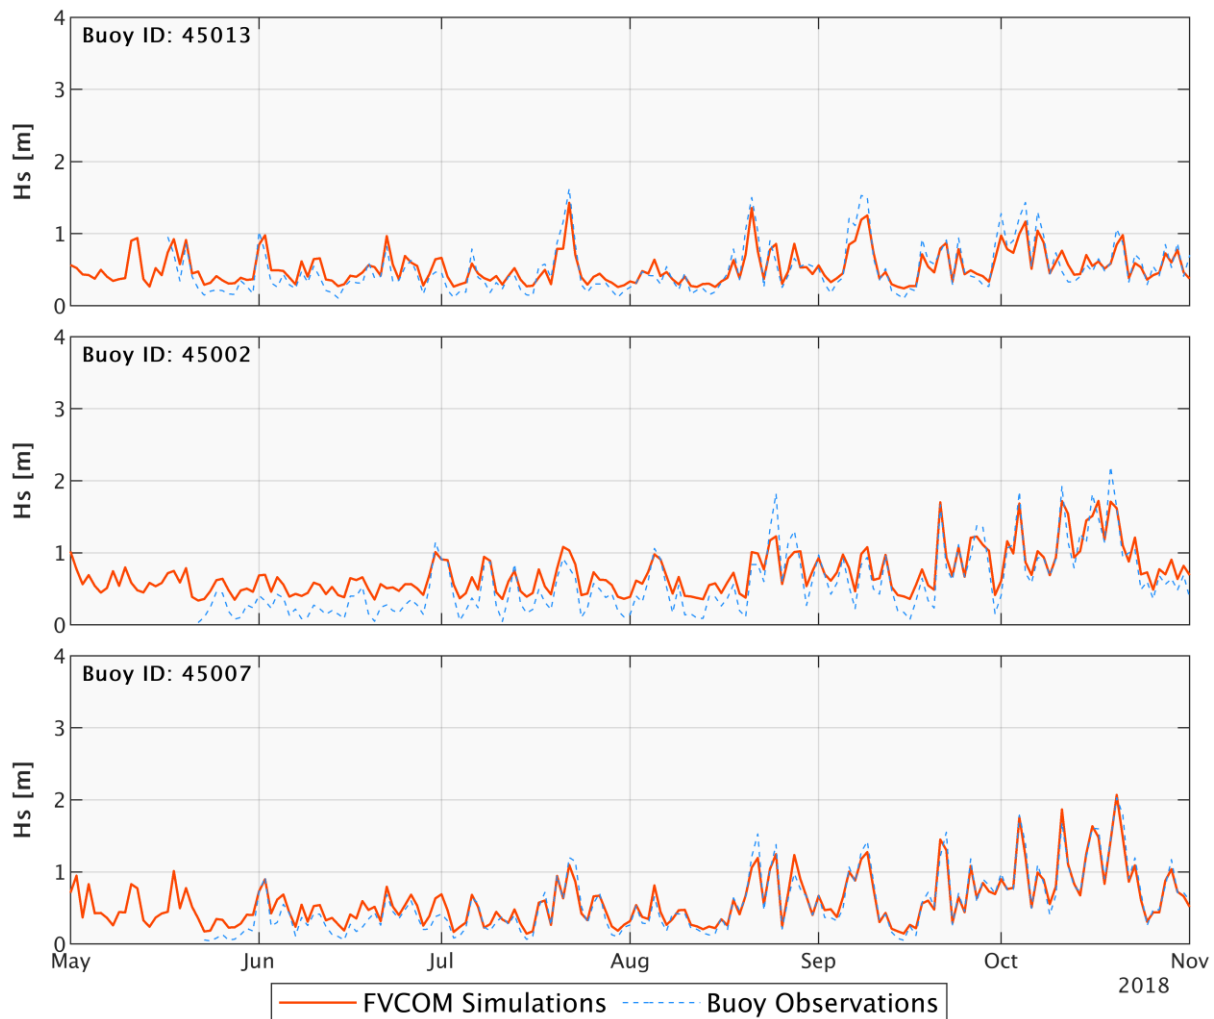 4
Buoy ID: 45013
3
Hs [m]
2
1
0
4
Buoy ID: 45002
3
Hs [m]
2
1
0
4
Buoy ID: 45007
3
Hs [m]
2
1
0
May Jun Jul Aug Sep Oct Nov
2018
FVCOM Simulations Buoy Observations